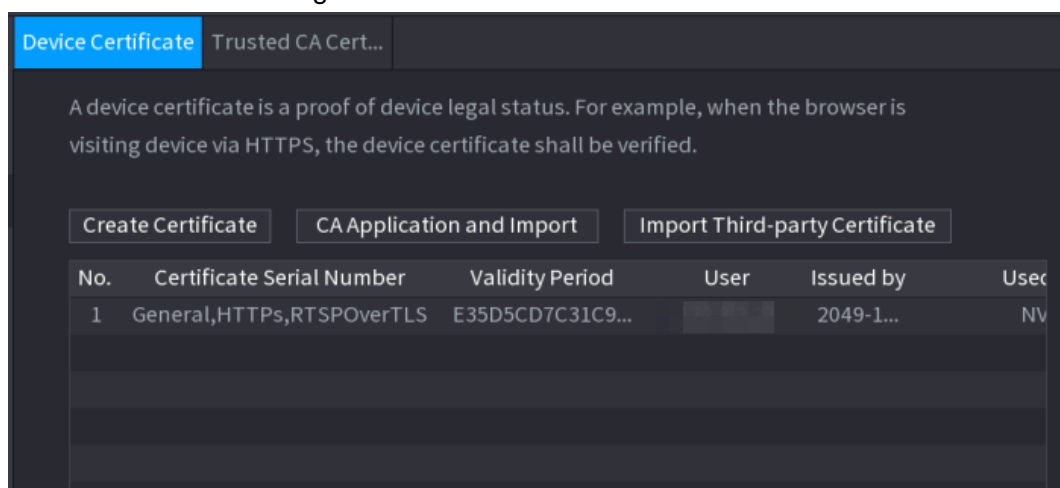 Device Certificate Trusted CA Cert...
A device certificate is a proof of device legal status. For example, when the browser is
visiting device via HTTPS, the device certificate shall be verified.
Create Certificate CA Application and Import Import Third-party Certificate
No. Certificate Serial Number Validity Period User Issued by
1 General,HTTPs,RTSPOverTLS E35D5CD7C31C9... 2049-1... NV